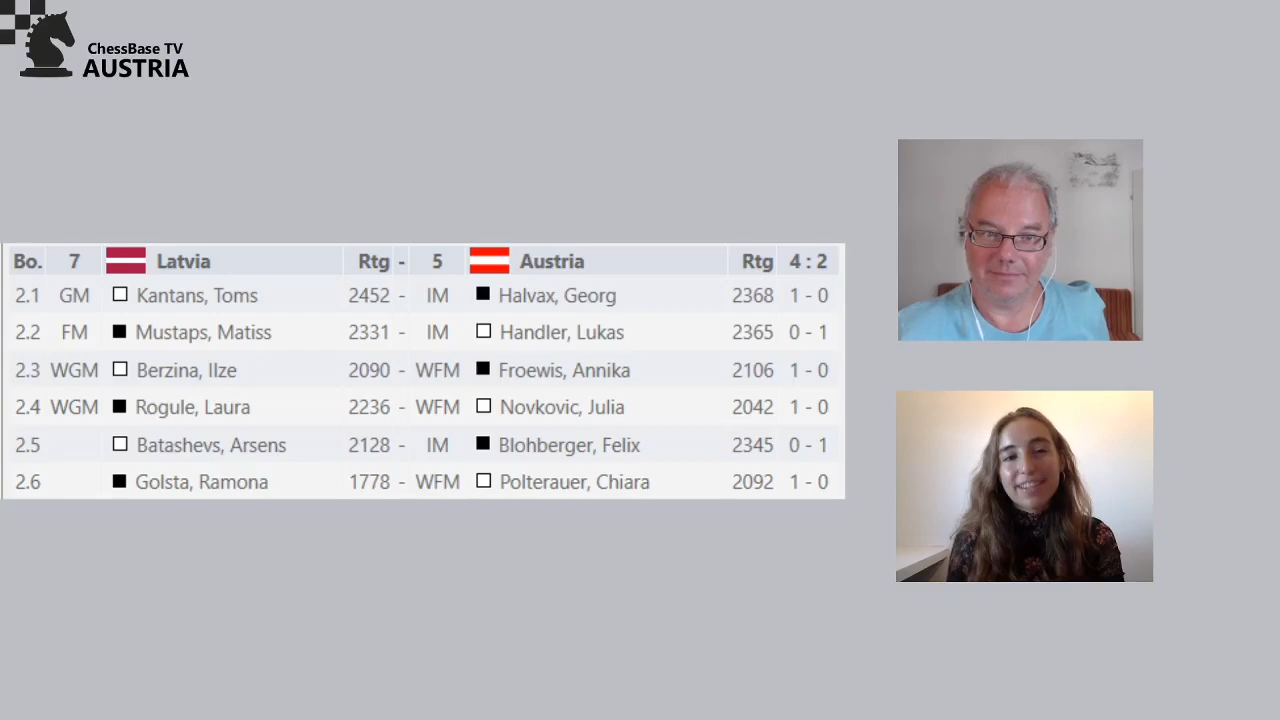 ChessBase TV
AUSTRIA
Bo. 7 Latvia Rtg - 5 Austria Rtg 4 : 2
2.1 GM Kantans, Toms 2452 - IM Halvax, Georg 2368 1 - 0
2.2 FM Mustaps, Matiss 2331 - IM Handler, Lukas 2365 0 - 1
2.3 WGM Berzina, Ilze 2090 - WFM Froewis, Annika 2106 1 - 0
2.4 WGM Rogule, Laura 2236 - WFM Novkovic, Julia 2042 1 - 0
2.5 Batashevs, Arsens 2128 - IM Blohberger, Felix 2345 0 - 1
2.6 Golsta, Ramona 1778 - WFM Polterauer, Chiara 2092 1 - 0